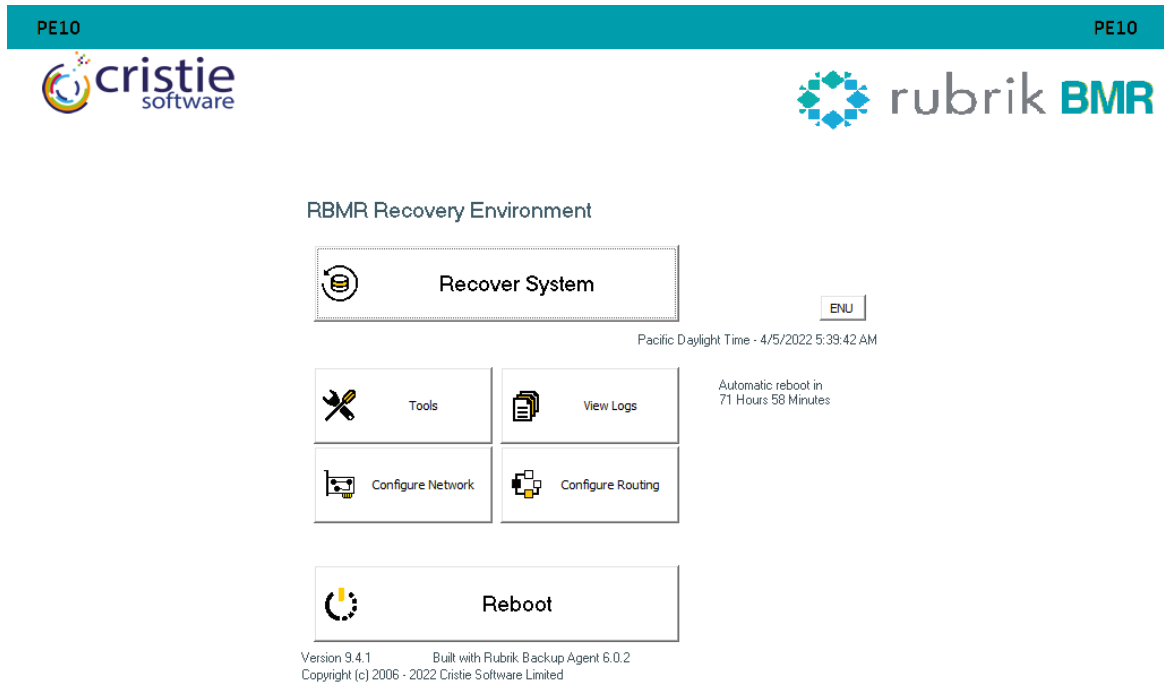 PE10 PE10
cristie
software
rubrik BMR
RBMR Recovery Environment
Recover System
ENU
Pacific Daylight Time - 4/5/2022 5:39:42 AM
Tools
View Logs
Automatic reboot in
71 Hours 58 Minutes
Configure Network
Configure Routing
Reboot
Version 9.4.1 Built with Rubrik Backup Agent 6.0.2
Copyright (c) 2006 - 2022 Cristie Software Limited